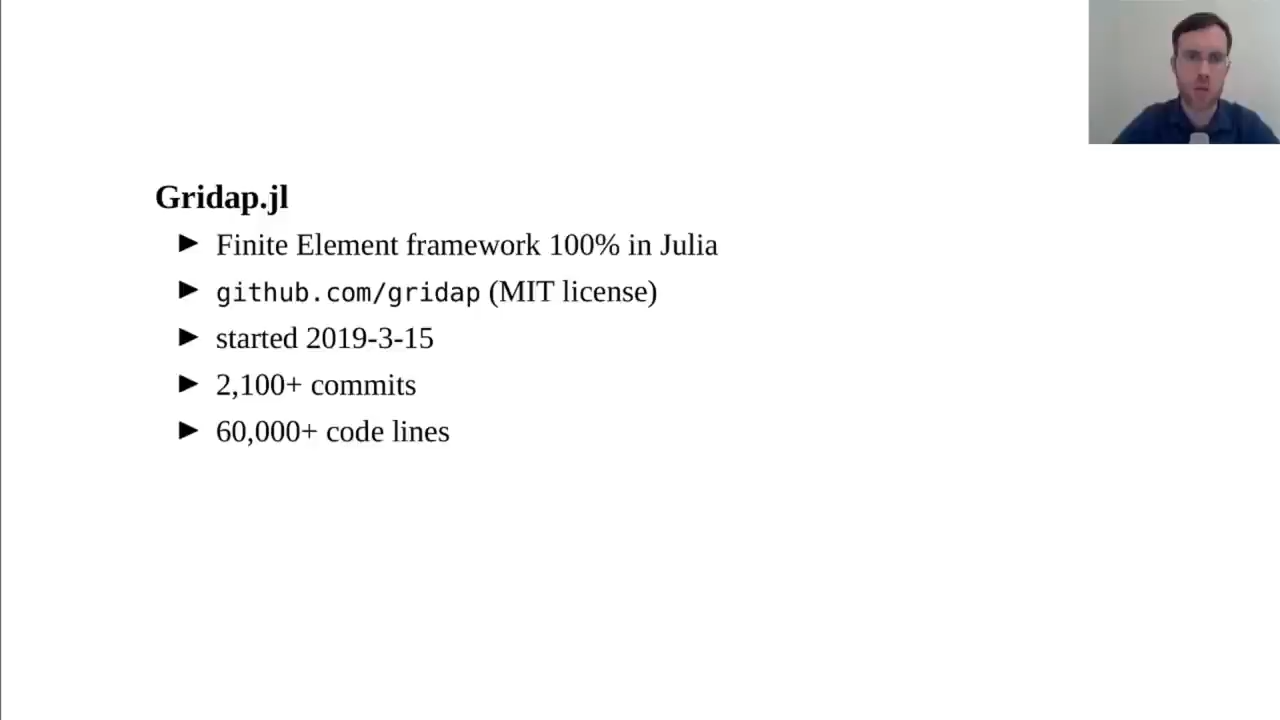 Gridap.jl
► Finite Element framework 100% in Julia
► github.com/gridap (MIT license)
► started 2019-3-15
► 2,100+ commits
► 60,000+ code lines